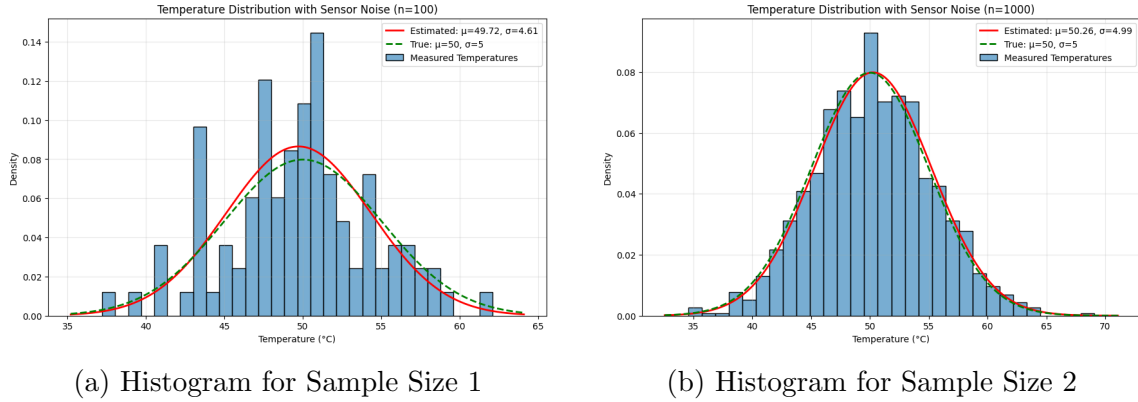 Temperature Distribution with Sensor Noise (n=100)
Estimated: μ=49.72, σ=4.61
True: μ=50, σ=5
Measured Temperatures
0.14
0.12
0.10
0.08
0.06
0.04
0.02
0.00
Density
35 40 45 50 55 60 65
Temperature (°C)
(a) Histogram for Sample Size 1
Temperature Distribution with Sensor Noise (n=1000)
Estimated: μ=50.26, σ=4.99
True: μ=50, σ=5
Measured Temperatures
0.08
0.06
0.04
0.02
0.00
Density
35 40 45 50 55 60 65 70
Temperature (°C)
(b) Histogram for Sample Size 2